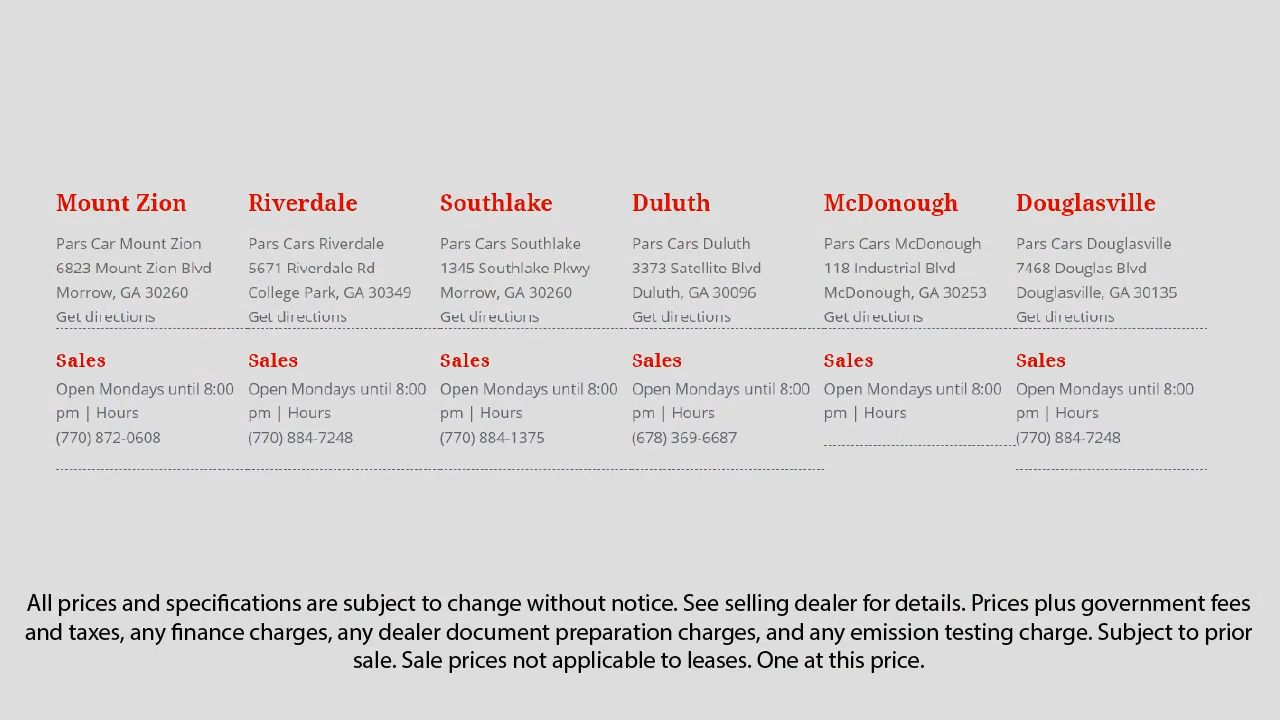 Mount Zion
Pars Car Mount Zion
6823 Mount Zion Blvd
Morrow, GA 30260
Get directions
Sales
Open Mondays until 8:00
pm | Hours
(770) 872-0608
Riverdale
Pars Cars Riverdale
5671 Riverdale Rd
College Park, GA 30349
Get directions
Sales
Open Mondays until 8:00
pm | Hours
(770) 884-7248
Southlake
Pars Cars Southlake
1345 Southlake Pkwy
Morrow, GA 30260
Get directions
Sales
Open Mondays until 8:00
pm | Hours
(770) 884-1375
Duluth
Pars Cars Duluth
3373 Satellite Blvd
Duluth, GA 30096
Get directions
Sales
Open Mondays until 8:00
pm | Hours
(678) 369-6687
McDonough
Pars Cars McDonough
118 Industrial Blvd
McDonough, GA 30253
Get directions
Sales
Open Mondays until 8:00
pm | Hours
Douglasville
Pars Cars Douglasville
7468 Douglas Blvd
Douglasville, GA 30135
Get directions
Sales
Open Mondays until 8:00
pm | Hours
(770) 884-7248
All prices and specifications are subject to change without notice. See selling dealer for details. Prices plus government fees
and taxes, any finance charges, any dealer document preparation charges, and any emission testing charge. Subject to prior
sale. Sale prices not applicable to leases. One at this price.